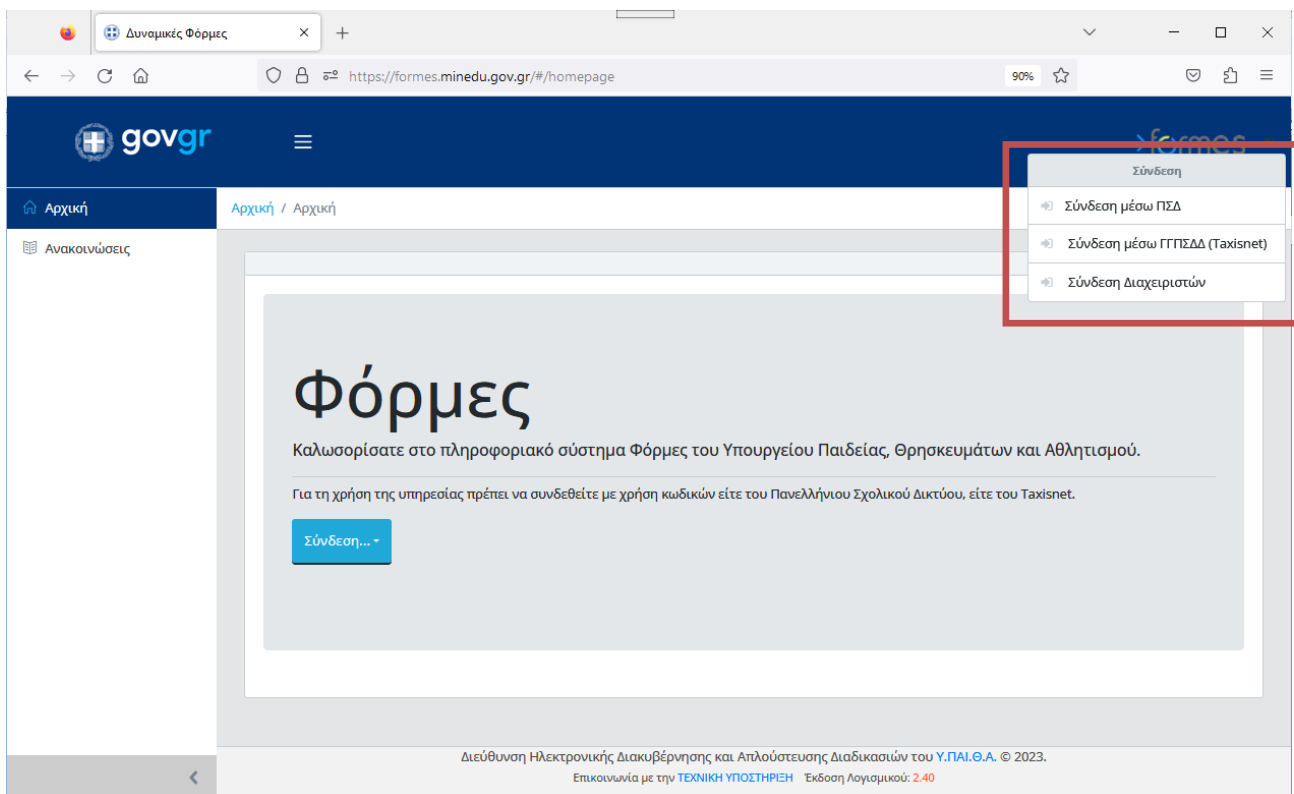 Δυναμικές Φόρμες
https://formes.minedu.gov.gr/#/homepage
90%
govgr
formes
Σύνδεση
Σύνδεση μέσω ΠΣΔ
Σύνδεση μέσω ΓΓΠΣΔΔ (Taxisnet)
Σύνδεση Διαχειριστών
Αρχική
Ανακοινώσεις
Αρχική / Αρχική
Φόρμες
Καλωσορίσατε στο πληροφοριακό σύστημα Φόρμες του Υπουργείου Παιδείας, Θρησκευμάτων και Αθλητισμού.
Για τη χρήση της υπηρεσίας πρέπει να συνδεθείτε με χρήση κωδικών είτε του Πανελλήνιου Σχολικού Δικτύου, είτε του Taxisnet.
Σύνδεση...
Διεύθυνση Ηλεκτρονικής Διακυβέρνησης και Απλούστευσης Διαδικασιών του Υ.ΠΑΙ.Θ.Α. © 2023.
Επικοινωνία με την ΤΕΧΝΙΚΗ ΥΠΟΣΤΗΡΙΞΗ Έκδοση Λογισμικού: 2.40